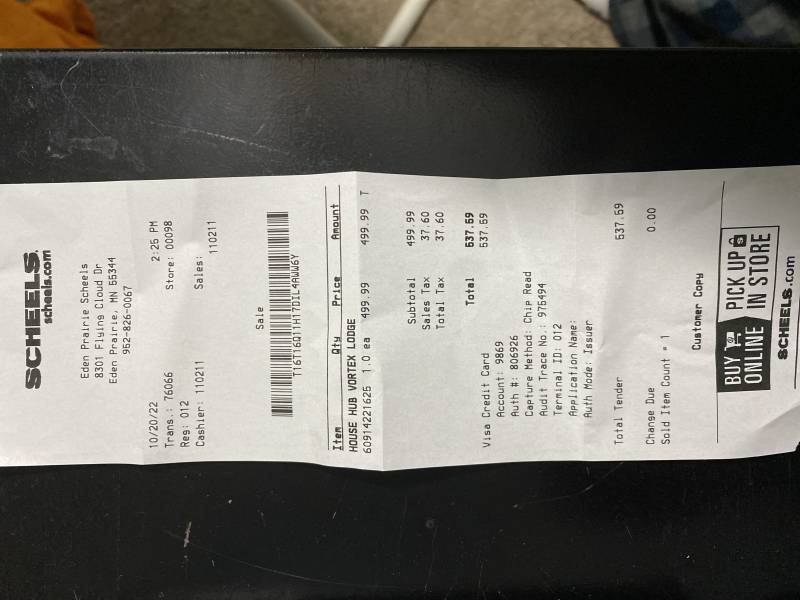 SCHEELS.
scheels.com
Eden Prairie Scheels
8301 Flying Cloud Dr
Eden Prairie, MN 55344
952-826-0067
10/20/22 2:25 PM
Trans.: 76066 Store: 00098
Reg: 012
Cashier: 110211 Sales: 110211
Sale
T16T16Q11H17DIL4AWW6Y
Item Qty Price Amount
HOUSE HUB VORTEX LODGE
60914221625 1.0 ea 499.99 499.99 T
Subtotal 499.99
Sales Tax 37.60
Total Tax 37.60
Total 537.59
Visa Credit Card 537.59
Account: 9869
Auth #: 806926
Capture Method: Chip Read
Audit Trace No.: 975494
Terminal ID: 012
Application Name:
Auth Mode: Issuer
Total Tender 537.59
Change Due 0.00
Sold Item Count = 1
Customer Copy
BUY ONLINE PICK UP IN STORE
SCHEELS.com